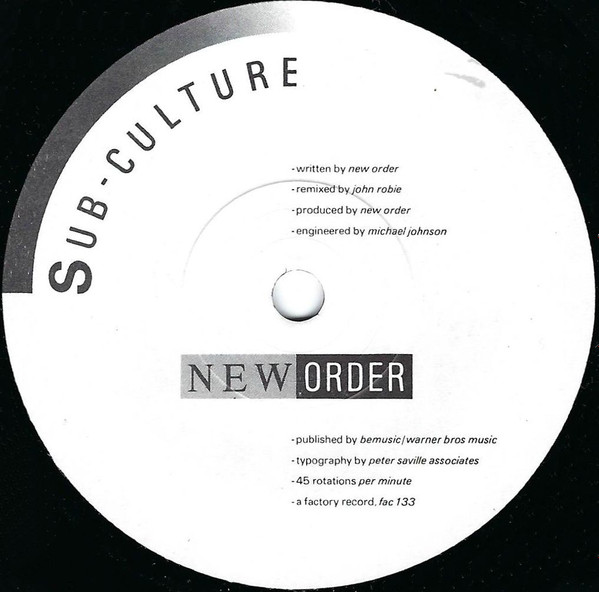 SUB-CULTURE
- written by new order
- remixed by john robie
- produced by new order
- engineered by michael johnson
NEW ORDER
- published by bemusic/warner bros music
- typography by peter saville associates
- 45 rotations per minute
- a factory record, fac 133